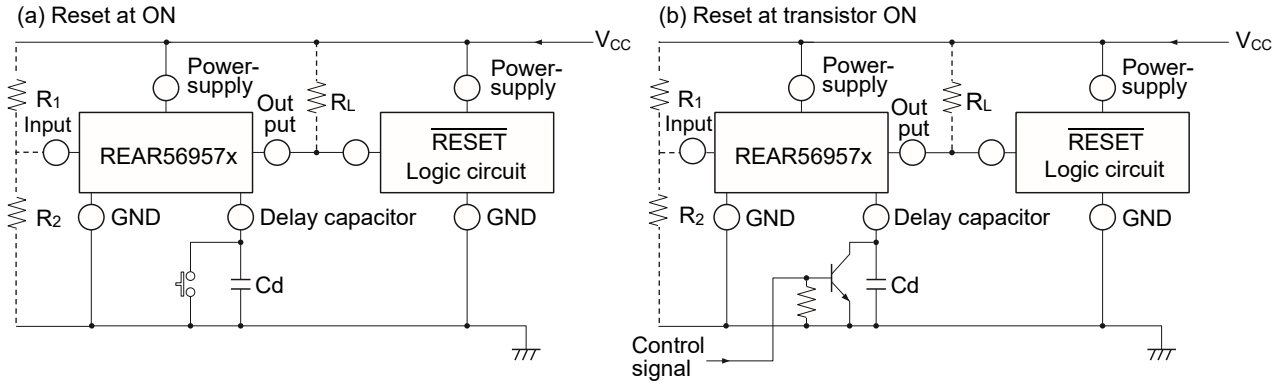 (a) Reset at ON
VCC
Power-
supply
Power-
supply
R1
Input
Out
put
RL
REAR56957x
RESET
Logic circuit
R2
GND
Delay capacitor
GND
Cd
(b) Reset at transistor ON
VCC
Power-
supply
Power-
supply
R1
Input
Out
put
RL
REAR56957x
RESET
Logic circuit
R2
GND
Delay capacitor
GND
Cd
Control
signal